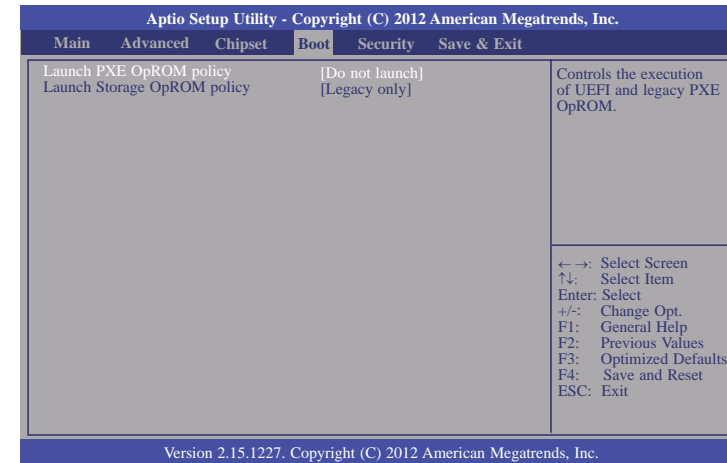 Aptio Setup Utility - Copyright (C) 2012 American Megatrends, Inc.
Main Advanced Chipset Boot Security Save & Exit
Launch PXE OpROM policy [Do not launch]
Launch Storage OpROM policy [Legacy only]
Controls the execution
of UEFI and legacy PXE
OpROM.
←→: Select Screen
↑↓: Select Item
Enter: Select
+/-: Change Opt.
F1: General Help
F2: Previous Values
F3: Optimized Defaults
F4: Save and Reset
ESC: Exit
Version 2.15.1227. Copyright (C) 2012 American Megatrends, Inc.